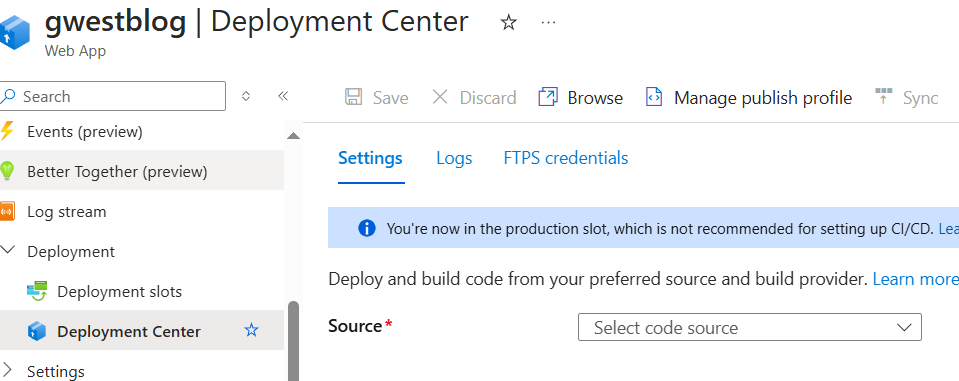 gwestblog | Deployment Center
Web App
Search
Save
Discard
Browse
Manage publish profile
Sync
Events (preview)
Better Together (preview)
Log stream
Deployment
Deployment slots
Deployment Center
Settings
Settings
Logs
FTPS credentials
You're now in the production slot, which is not recommended for setting up CI/CD. Lea
Deploy and build code from your preferred source and build provider. Learn more
Source*
Select code source